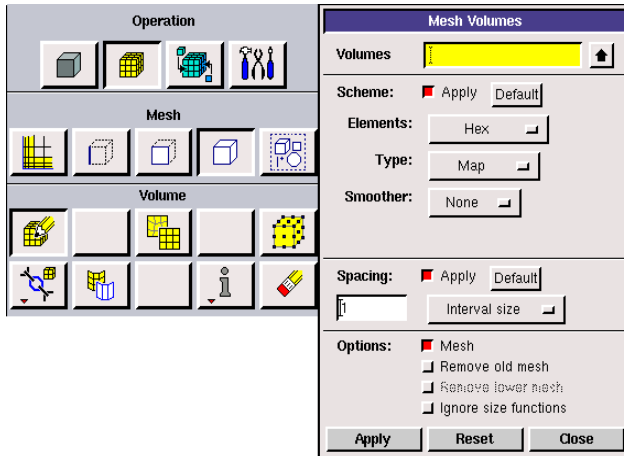 Operation
Mesh
Volume
Mesh Volumes
Volumes
Scheme: Apply Default
Elements: Hex
Type: Map
Smoother: None
Spacing: Apply Default
1 Interval size
Options: Mesh
Remove old mesh
Remove lower mesh
Ignore size functions
Apply Reset Close